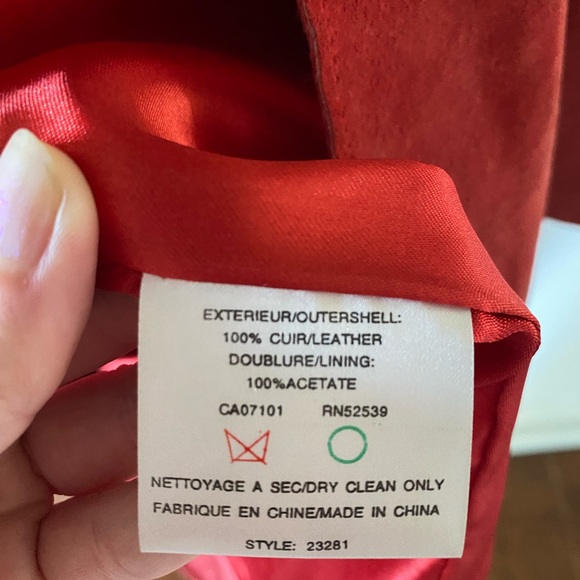 EXTERIEUR/OUTERSHELL:
100% CUIR/LEATHER
DOUBLURE/LINING:
100%ACETATE
CA07101 RN52539
NETTOYAGE A SEC/DRY CLEAN ONLY
FABRIQUE EN CHINE/MADE IN CHINA
STYLE: 23281